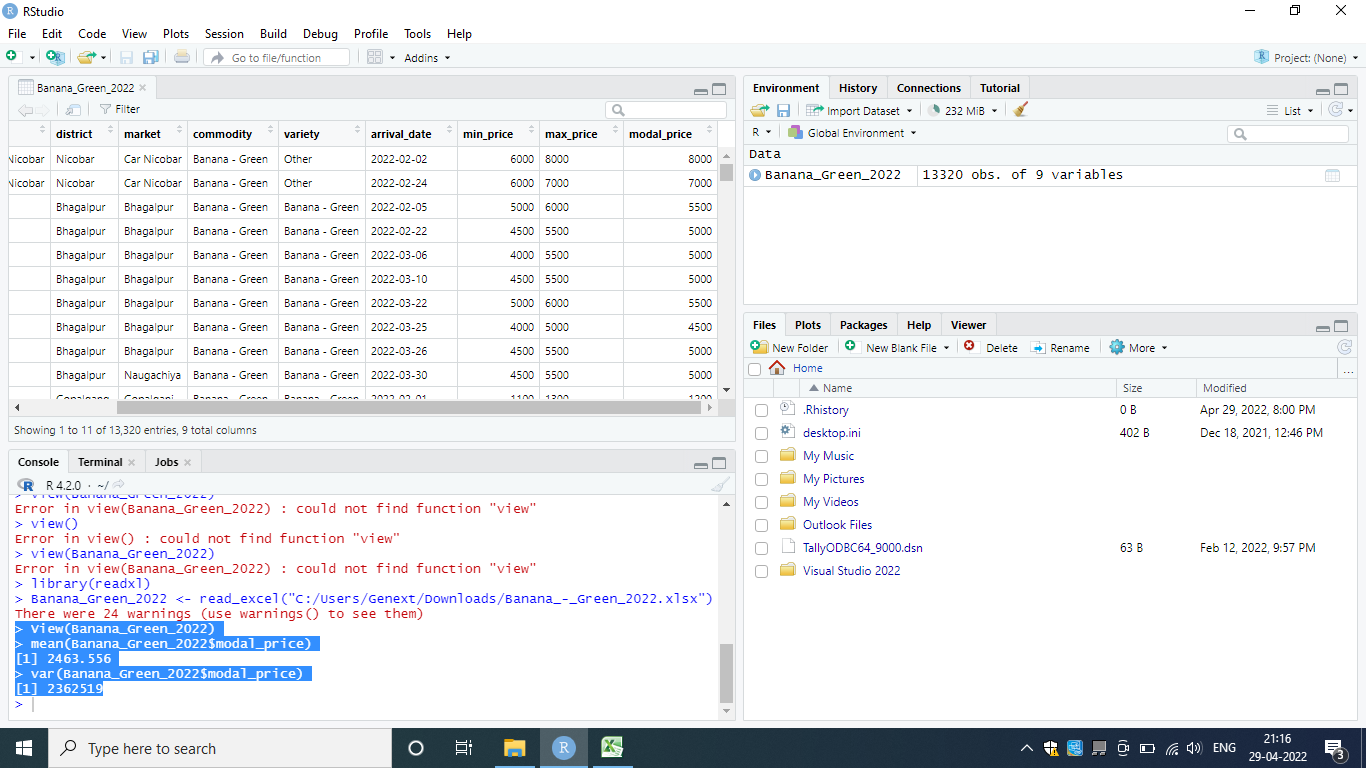 RStudio
File Edit Code View Plots Session Build Debug Profile Tools Help
Go to file/function Addins Project: (None)
Banana_Green_2022
Filter
district market commodity variety arrival_date min_price max_price modal_price
Nicobar Nicobar Car Nicobar Banana - Green Other 2022-02-02 6000 8000 8000
Nicobar Nicobar Car Nicobar Banana - Green Other 2022-02-24 6000 7000 7000
Bhagalpur Bhagalpur Banana - Green Banana - Green 2022-02-05 5000 6000 5500
Bhagalpur Bhagalpur Banana - Green Banana - Green 2022-02-22 4500 5500 5000
Bhagalpur Bhagalpur Banana - Green Banana - Green 2022-03-06 4000 5500 5000
Bhagalpur Bhagalpur Banana - Green Banana - Green 2022-03-10 4500 5500 5000
Bhagalpur Bhagalpur Banana - Green Banana - Green 2022-03-22 5000 6000 5500
Bhagalpur Bhagalpur Banana - Green Banana - Green 2022-03-25 4000 5000 4500
Bhagalpur Bhagalpur Banana - Green Banana - Green 2022-03-26 4500 5500 5000
Bhagalpur Naugachiya Banana - Green Banana - Green 2022-03-30 4500 5500 5000
Showing 1 to 11 of 13,320 entries, 9 total columns
Console Terminal Jobs
R 4.2.0 · ~/
> view(Banana_Green_2022)
Error in view(Banana_Green_2022) : could not find function "view"
> view()
Error in view() : could not find function "view"
> view(Banana_Green_2022)
Error in view(Banana_Green_2022) : could not find function "view"
> library(readxl)
> Banana_Green_2022 <- read_excel("C:/Users/Genext/Downloads/Banana_-_Green_2022.xlsx")
There were 24 warnings (use warnings() to see them)
> View(Banana_Green_2022)
> mean(Banana_Green_2022$modal_price)
[1] 2463.556
> var(Banana_Green_2022$modal_price)
[1] 2362519
>
Environment History Connections Tutorial
Import Dataset 232 MiB List
R Global Environment
Data
Banana_Green_2022 13320 obs. of 9 variables
Files Plots Packages Help Viewer
New Folder New Blank File Delete Rename More
Home ...
Name Size Modified
.Rhistory 0 B Apr 29, 2022, 8:00 PM
desktop.ini 402 B Dec 18, 2021, 12:46 PM
My Music
My Pictures
My Videos
Outlook Files
TallyODBC64_9000.dsn 63 B Feb 12, 2022, 9:57 PM
Visual Studio 2022
Type here to search
ENG
21:16
29-04-2022
3